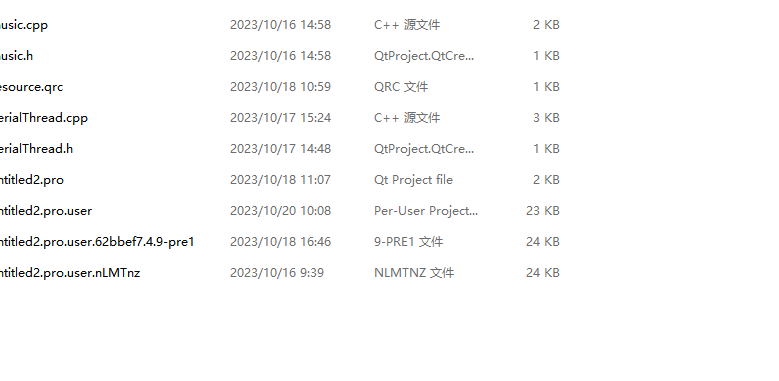 usic.cpp 2023/10/16 14:58 C++ 源文件 2 KB
usic.h 2023/10/16 14:58 QtProject.QtCre... 1 KB
esource.qrc 2023/10/18 10:59 QRC 文件 1 KB
erialThread.cpp 2023/10/17 15:24 C++ 源文件 3 KB
erialThread.h 2023/10/17 14:48 QtProject.QtCre... 1 KB
ntitled2.pro 2023/10/18 11:07 Qt Project file 2 KB
ntitled2.pro.user 2023/10/20 10:08 Per-User Project... 23 KB
ntitled2.pro.user.62bbef7.4.9-pre1 2023/10/18 16:46 9-PRE1 文件 24 KB
ntitled2.pro.user.nLMTnz 2023/10/16 9:39 NLMTNZ 文件 24 KB